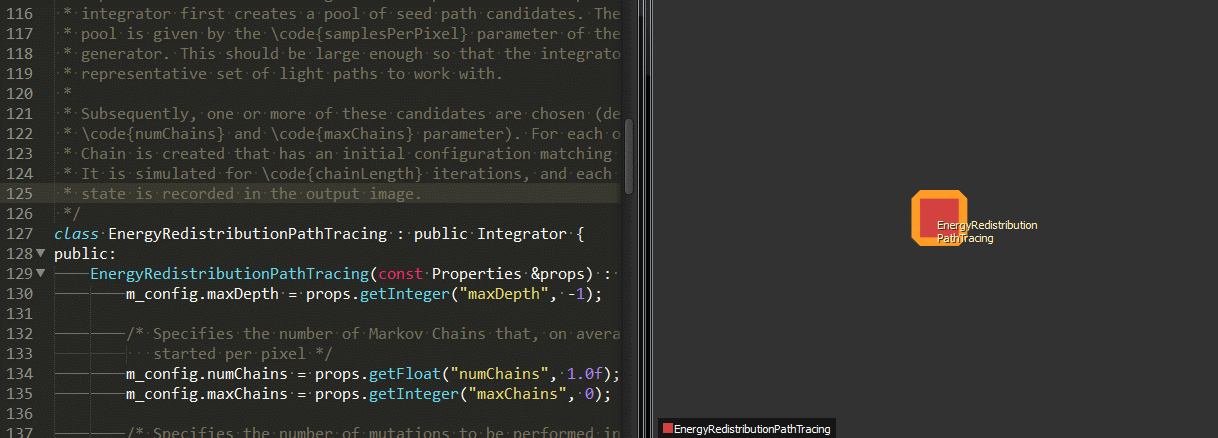 116 * integrator first creates a pool of seed path candidates. The
117 * pool is given by the \code{samplesPerPixel} parameter of the
118 * generator. This should be large enough so that the integrato
119 * representative set of light paths to work with.
120 *
121 * Subsequently, one or more of these candidates are chosen (de
122 * \code{numChains} and \code{maxChains} parameter). For each o
123 * Chain is created that has an initial configuration matching
124 * It is simulated for \code{chainLength} iterations, and each
125 * state is recorded in the output image.
126 */
127 class EnergyRedistributionPathTracing : public Integrator {
128 public:
129 EnergyRedistributionPathTracing(const Properties &props) :
130 m_config.maxDepth = props.getInteger("maxDepth", -1);
131
132 /* Specifies the number of Markov Chains that, on avera
133 started per pixel */
134 m_config.numChains = props.getFloat("numChains", 1.0f);
135 m_config.maxChains = props.getInteger("maxChains", 0);
136
137 /* Specifies the number of mutations to be performed in
EnergyRedistribution
PathTracing
EnergyRedistributionPathTracing